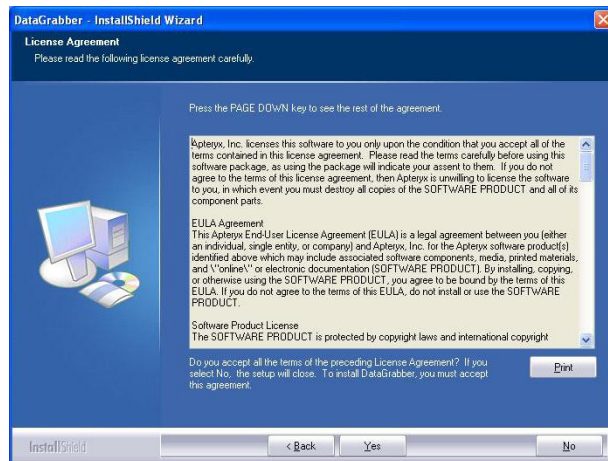 DataGrabber - InstallShield Wizard
License Agreement
Please read the following license agreement carefully.
Press the PAGE DOWN key to see the rest of the agreement.
Apteryx, Inc. licenses this software to you only upon the condition that you accept all of the
terms contained in this license agreement.  Please read the terms carefully before using this
software package, as using the package will indicate your assent to them.  If you do not
agree to the terms of this license agreement, then Apteryx is unwilling to license the software
to you, in which event you must destroy all copies of the SOFTWARE PRODUCT and all of its
component parts.
EULA Agreement
This Apteryx End-User License Agreement (EULA) is a legal agreement between you (either
an individual, single entity, or company) and Apteryx, Inc. for the Apteryx software product(s)
identified above which may include associated software components, media, printed materials,
and \"online\" or electronic documentation (SOFTWARE PRODUCT). By installing, copying,
or otherwise using the SOFTWARE PRODUCT, you agree to be bound by the terms of this
EULA. If you do not agree to the terms of this EULA, do not install or use the SOFTWARE
PRODUCT.
Software Product License
The SOFTWARE PRODUCT is protected by copyright laws and international copyright
Do you accept all the terms of the preceding License Agreement?  If you
select No,  the setup will close.  To install DataGrabber, you must accept
this agreement.
Print
InstallShield
< Back
Yes
No